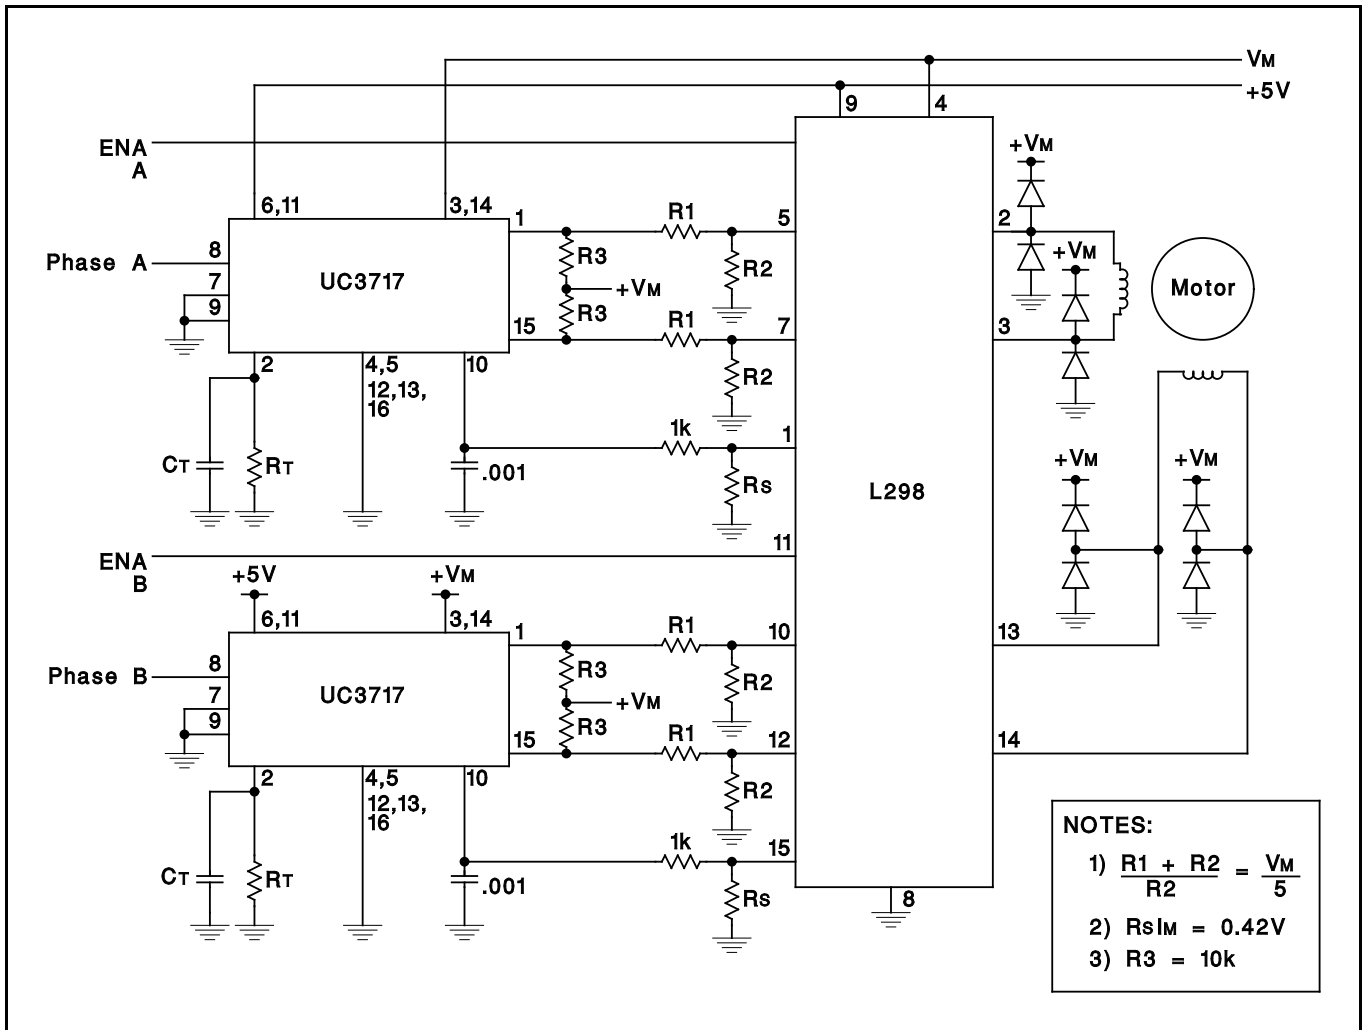 VM
+5V
9
4
ENA
A
+VM
6,11
3,14
1
R1
5
2
8
R3
Phase A
+VM
R2
7
UC3717
+VM
Motor
9
R3
15
R1
7
3
2
4,5
10
R2
12,13,
16
1k
1
CT
RT
.001
+VM
+VM
Rs
L298
11
ENA
B
+5V
+VM
6,11
3,14
1
R1
10
13
8
R3
Phase B
R2
7
UC3717
+VM
9
R3
15
R1
12
14
2
4,5
10
R2
12,13,
16
1k
15
CT
RT
.001
Rs
8
NOTES:
1) R1 + R2 = VM
R2 5
2) RsIM = 0.42V
3) R3 = 10k